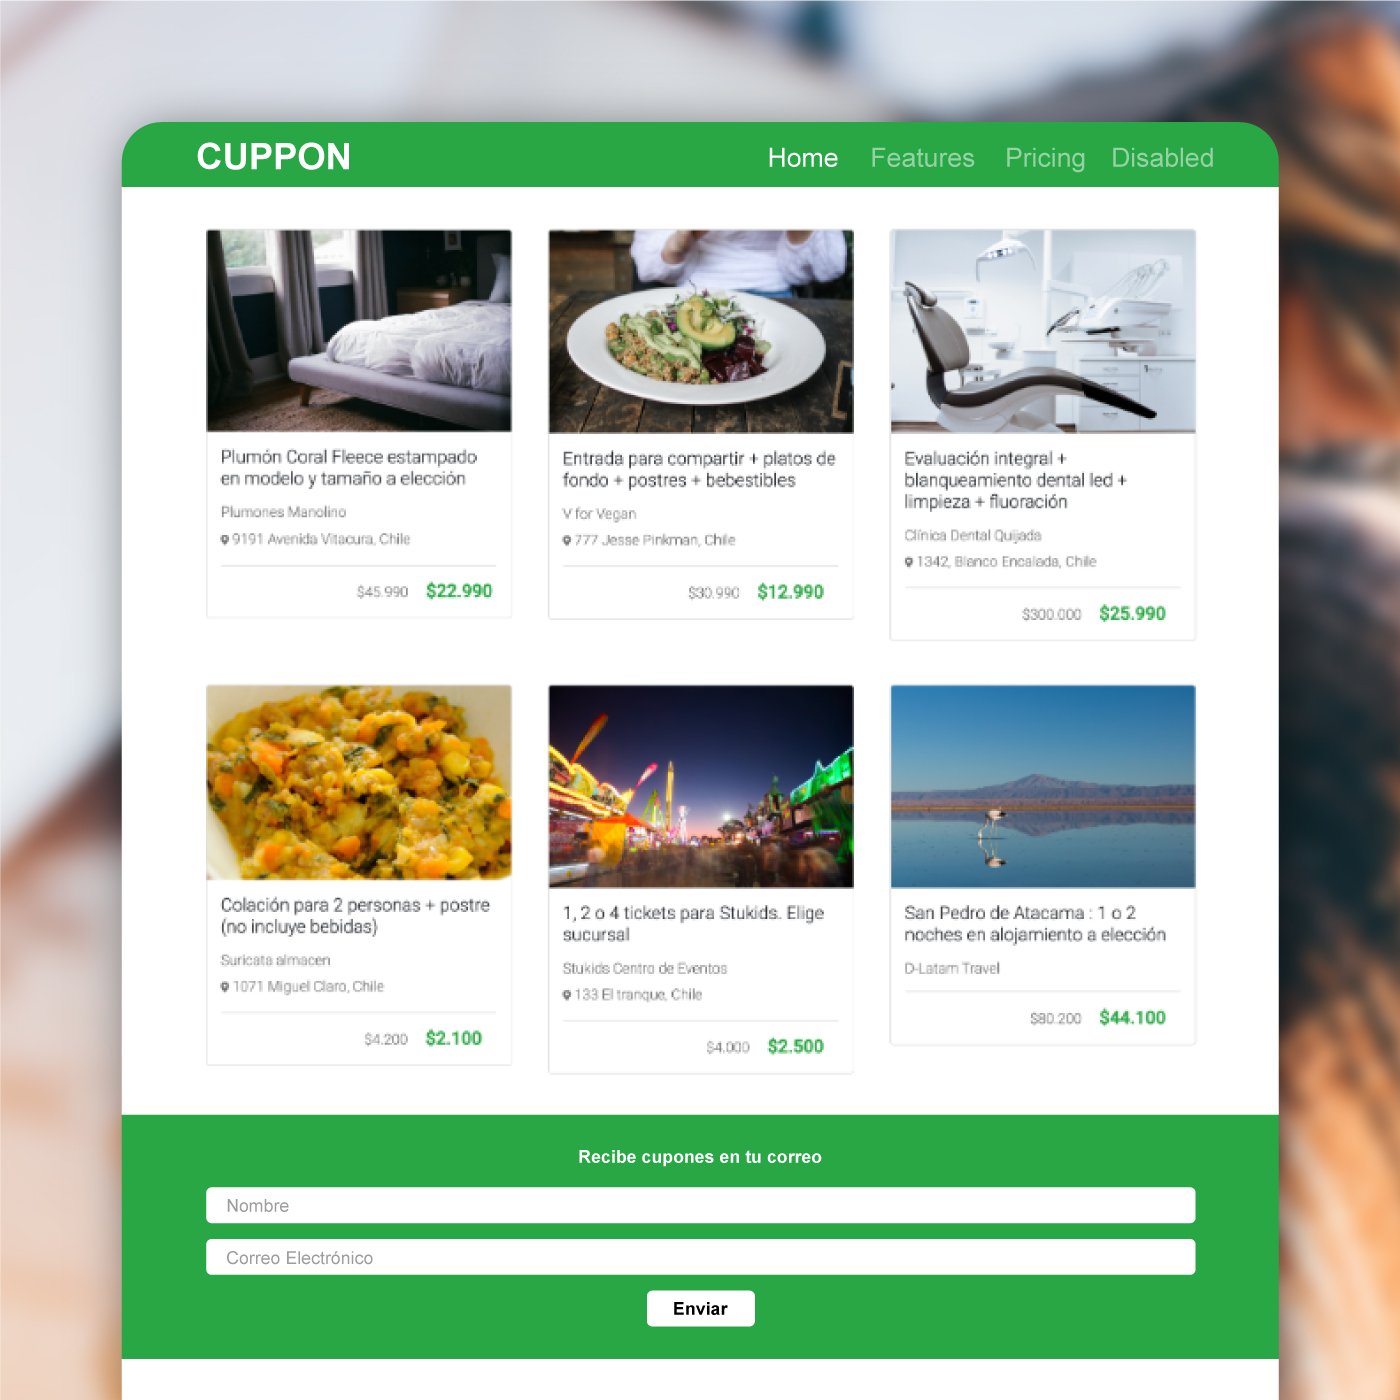 CUPPON
Home Features Pricing Disabled
Plumón Coral Fleece estampado
en modelo y tamaño a elección
Plumones Manolino
9191 Avenida Vitacura, Chile
$45.990 $22.990
Entrada para compartir + platos de
fondo + postres + bebestibles
V for Vegan
777 Jesse Pinkman, Chile
$30.990 $12.990
Evaluación integral +
blanqueamiento dental led +
limpieza + fluoración
Clínica Dental Quijada
1342, Blanco Encalada, Chile
$300.000 $25.990
Colación para 2 personas + postre
(no incluye bebidas)
Suricata almacen
1071 Miguel Claro, Chile
$4.200 $2.100
1, 2 o 4 tickets para Stukids. Elige
sucursal
Stukids Centro de Eventos
133 El tranque, Chile
$4.000 $2.500
San Pedro de Atacama : 1 o 2
noches en alojamiento a elección
D-Latam Travel
$80.200 $44.100
Recibe cupones en tu correo
Nombre
Correo Electrónico
Enviar